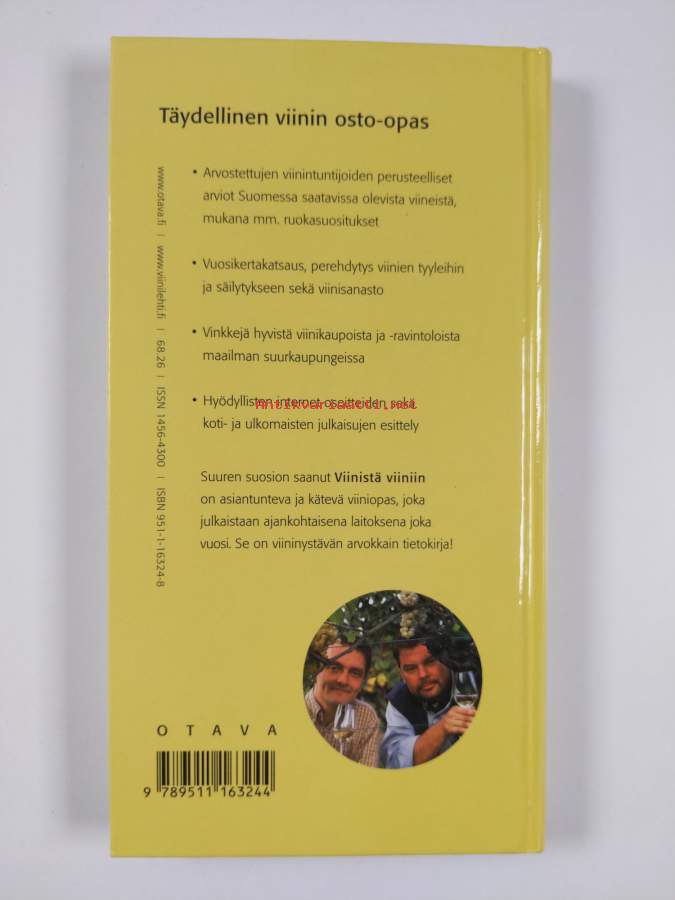 Täydellinen viinin osto-opas
• Arvostettujen viinintuntijoiden perusteelliset
arviot Suomessa saatavissa olevista viineistä,
mukana mm. ruokasuositukset
• Vuosikertakatsaus, perehdytys viinien tyyleihin
ja säilytykseen sekä viinisanasto
• Vinkkejä hyvistä viinikaupoista ja -ravintoloista
maailman suurkaupungeissa
• Hyödyllisten internet-osoitteiden sekä
Antikvariaatti.net
koti- ja ulkomaisten julkaisujen esittely
Suuren suosion saanut Viinistä viiniin
on asiantunteva ja kätevä viiniopas, joka
julkaistaan ajankohtaisena laitoksena joka
vuosi. Se on viininystävän arvokkain tietokirja!
www.otava.fi | www.viinilehti.fi | 68.26 | ISSN 1456-4300 | ISBN 951-1-16324-8
OTAVA
9 789511 163244